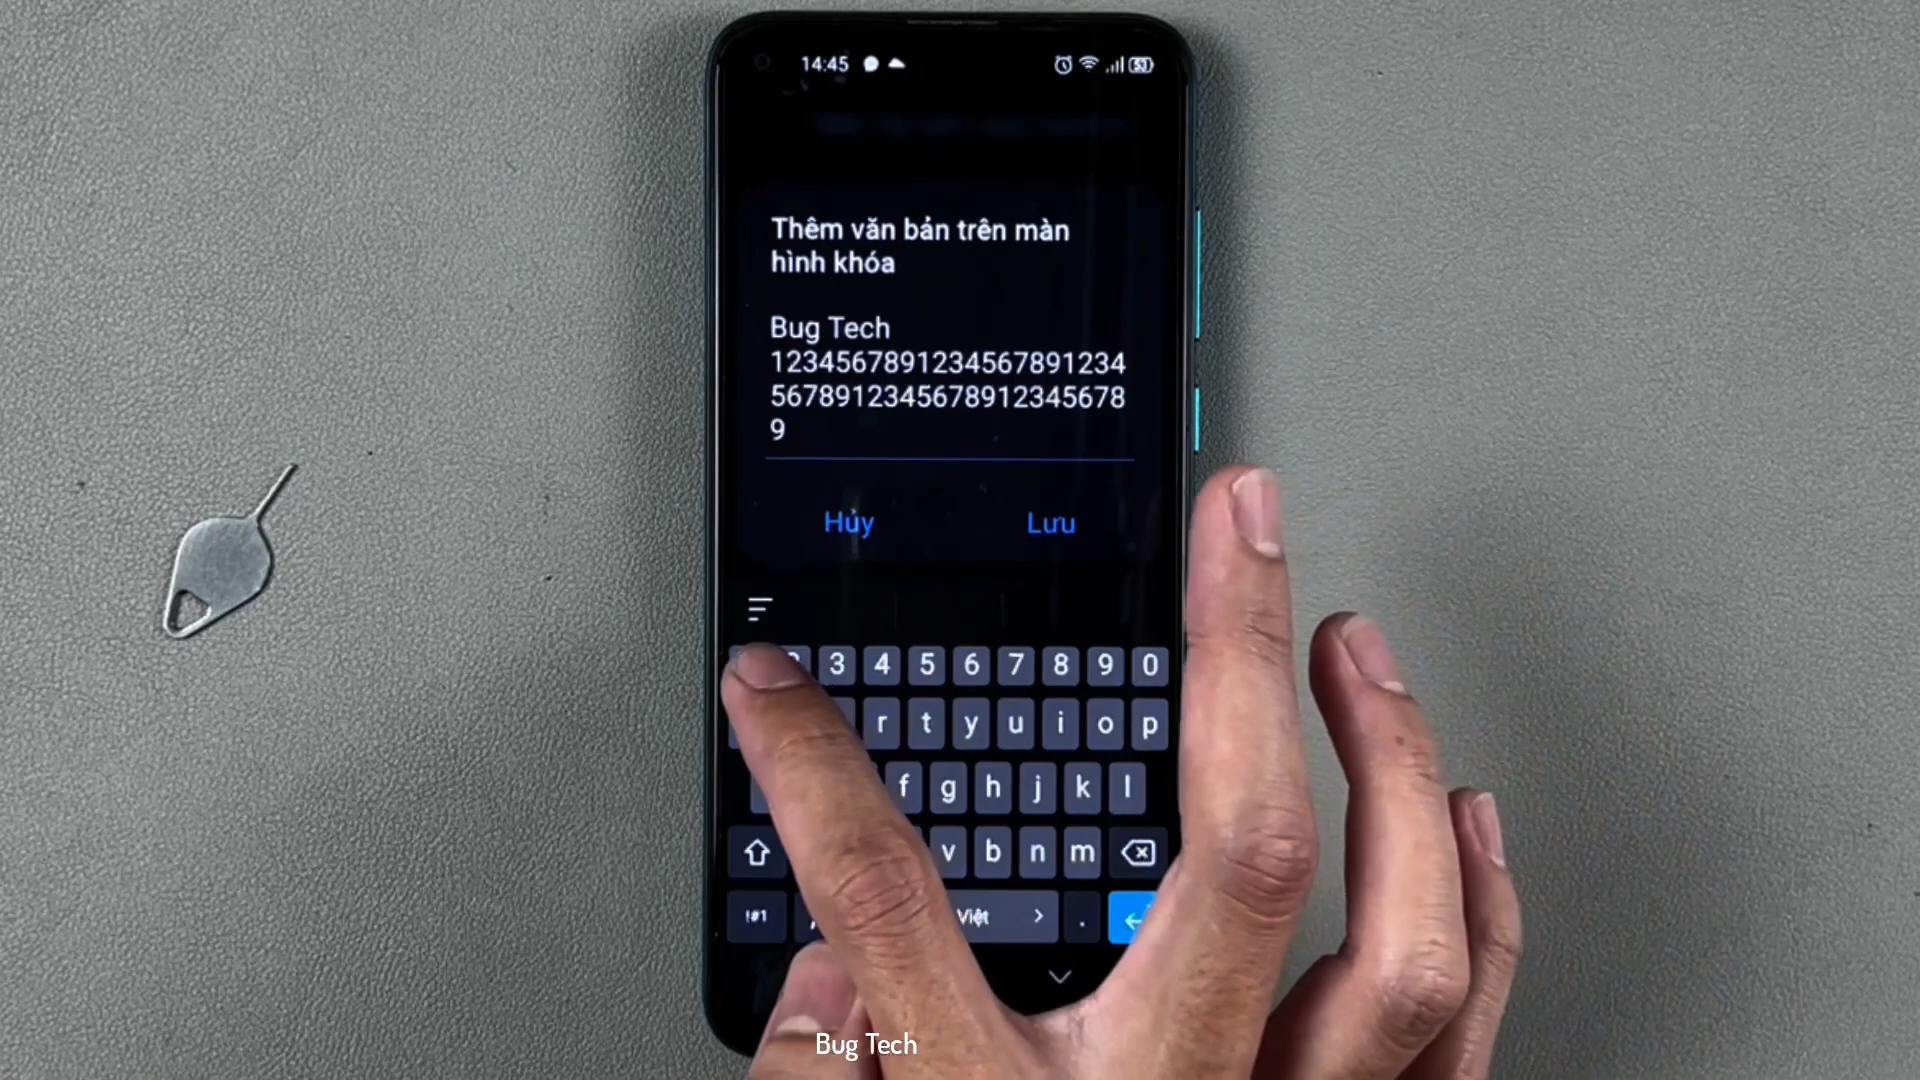 14:45
53
Thêm văn bản trên màn
hình khóa
Bug Tech
1234567891234567891234
5678912345678912345678
9
Hủy
Lưu
3 4 5 6 7 8 9 0
r t y u i o p
f g h j k l
v b n m
!#1 , Việt > .
Bug Tech